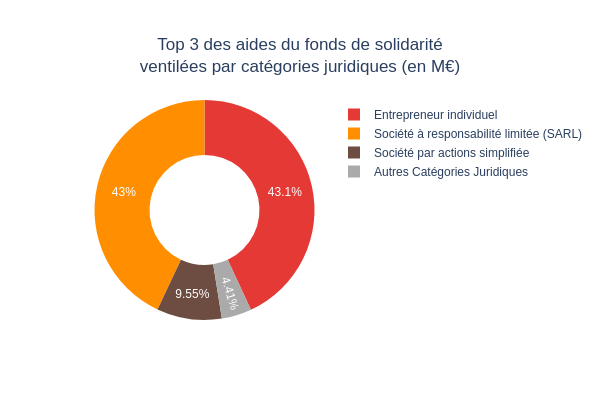 Top 3 des aides du fonds de solidarité
ventilées par catégories juridiques (en M€)
Entrepreneur individuel
Société à responsabilité limitée (SARL)
Société par actions simplifiée
Autres Catégories Juridiques
43%
43.1%
9.55%
4.41%